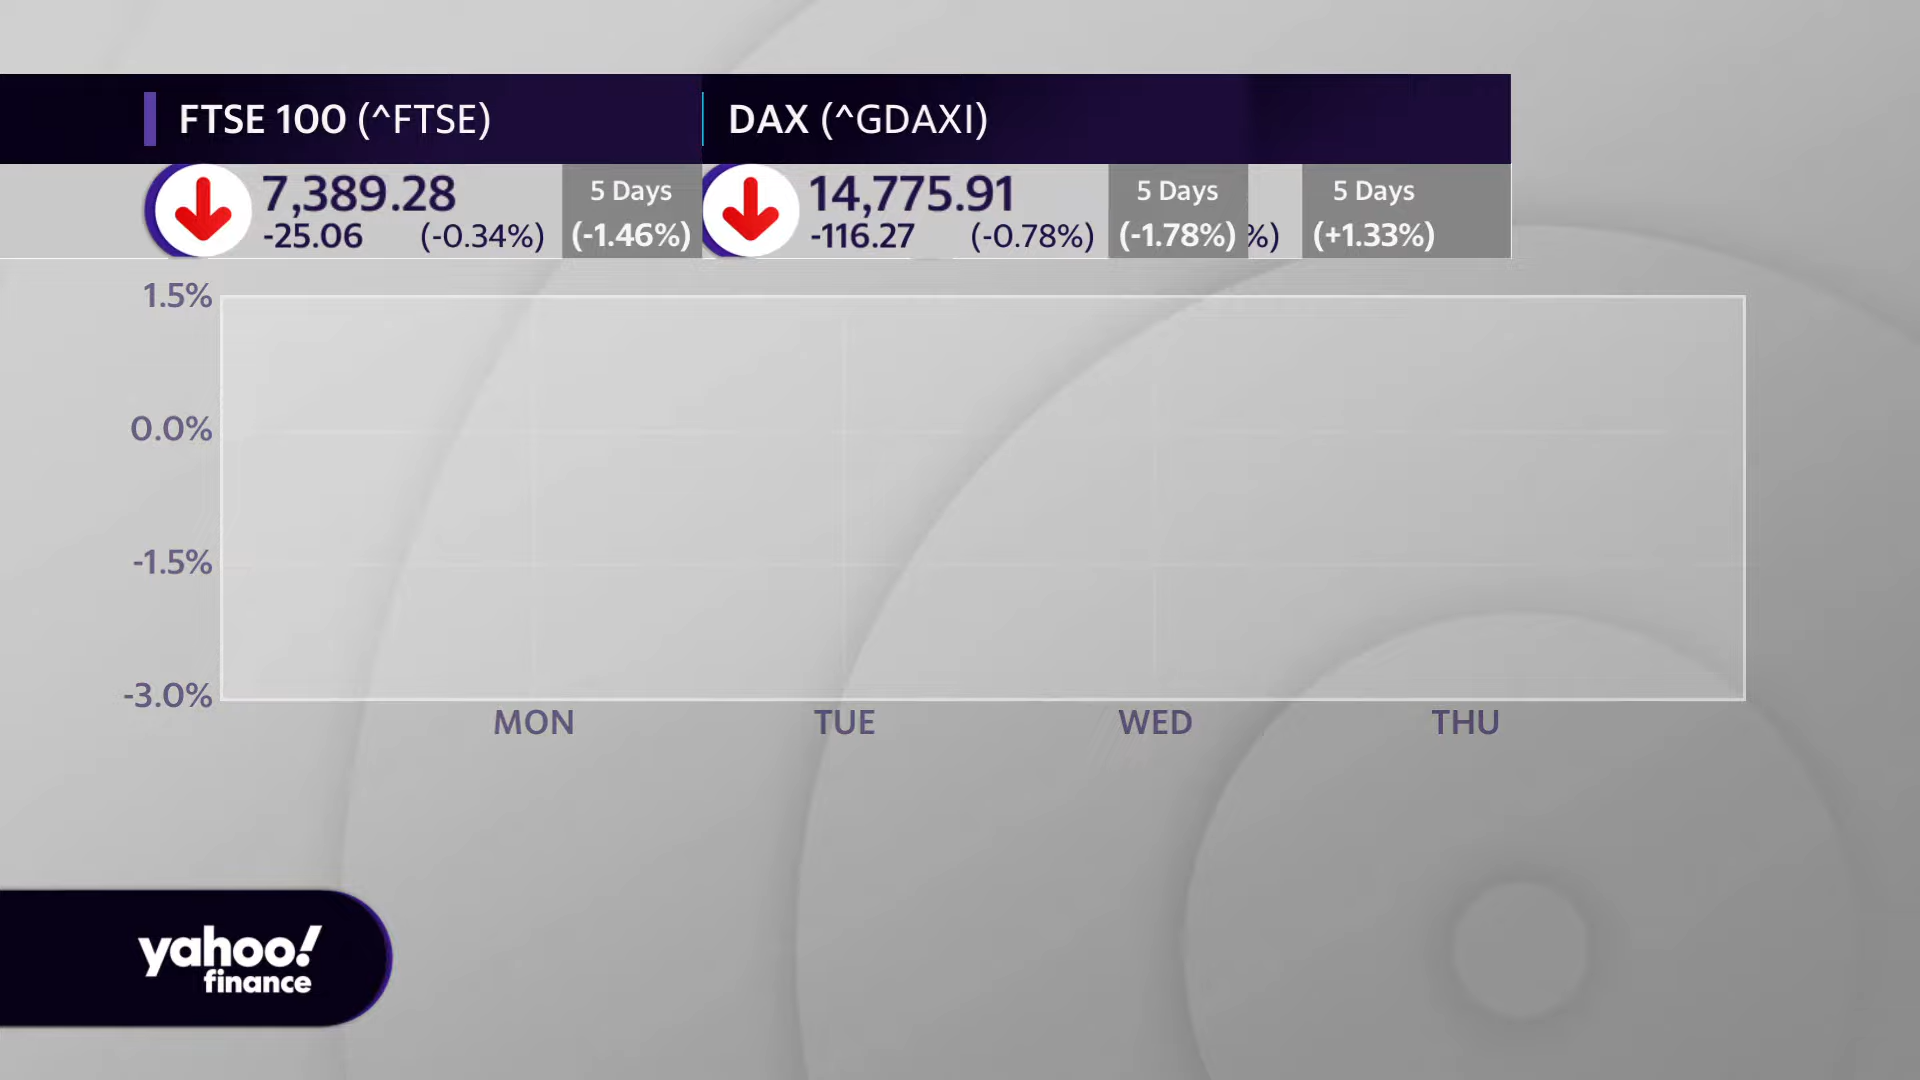 FTSE 100 (^FTSE)
DAX (^GDAXI)
7,389.28
-25.06 (-0.34%)
5 Days
(-1.46%)
14,775.91
-116.27 (-0.78%)
5 Days
(-1.78%)
%)
5 Days
(+1.33%)
1.5%
0.0%
-1.5%
-3.0%
MON TUE WED THU
yahoo!
finance